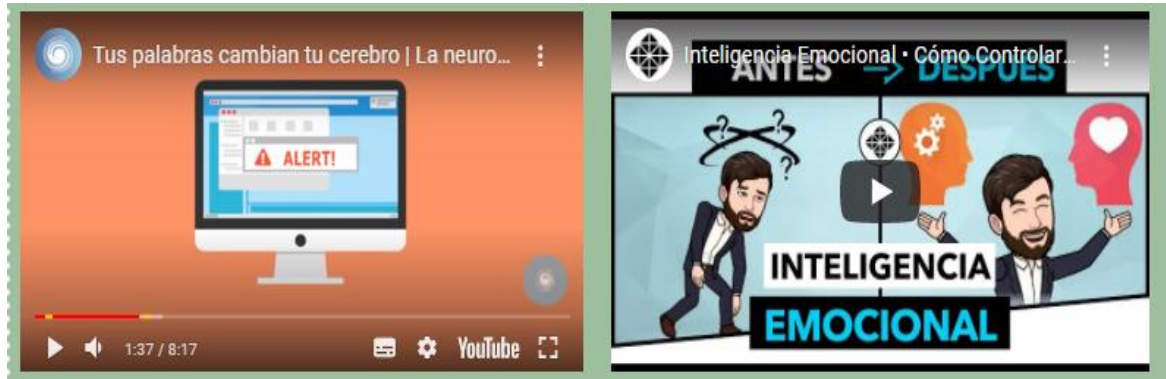 Tus palabras cambian tu cerebro | La neuro...
ALERT!
1:37 / 8:17
YouTube
Inteligencia Emocional • Cómo Controlar...
ANTES → DESPUÉS
? ? ?
INTELIGENCIA
EMOCIONAL